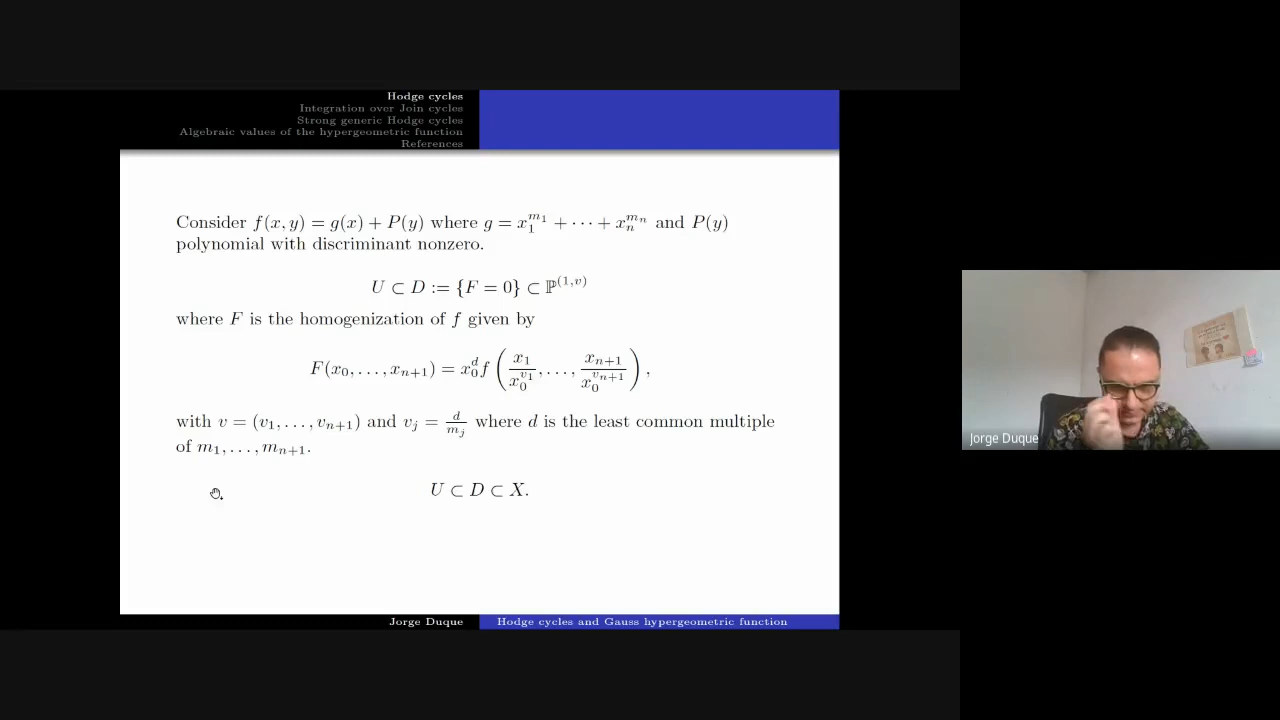 Hodge cycles
Integration over Join cycles
Strong generic Hodge cycles
Algebraic values of the hypergeometric function
References
Consider f(x, y) = g(x) + P(y) where g = x_1^{m_1} + ⋯ + x_n^{m_n} and P(y)
polynomial with discriminant nonzero.
U ⊂ D := {F = 0} ⊂ ℙ^{(1,v)}
where F is the homogenization of f given by
F(x_0, . . . , x_{n+1}) = x_0^d f (x_1/x_0^{v_1}, . . . , x_{n+1}/x_0^{v_{n+1}}),
with v = (v_1, . . . , v_{n+1}) and v_j = d/m_j where d is the least common multiple
of m_1, . . . , m_{n+1}.
U ⊂ D ⊂ X.
Jorge Duque
Hodge cycles and Gauss hypergeometric function
Jorge Duque